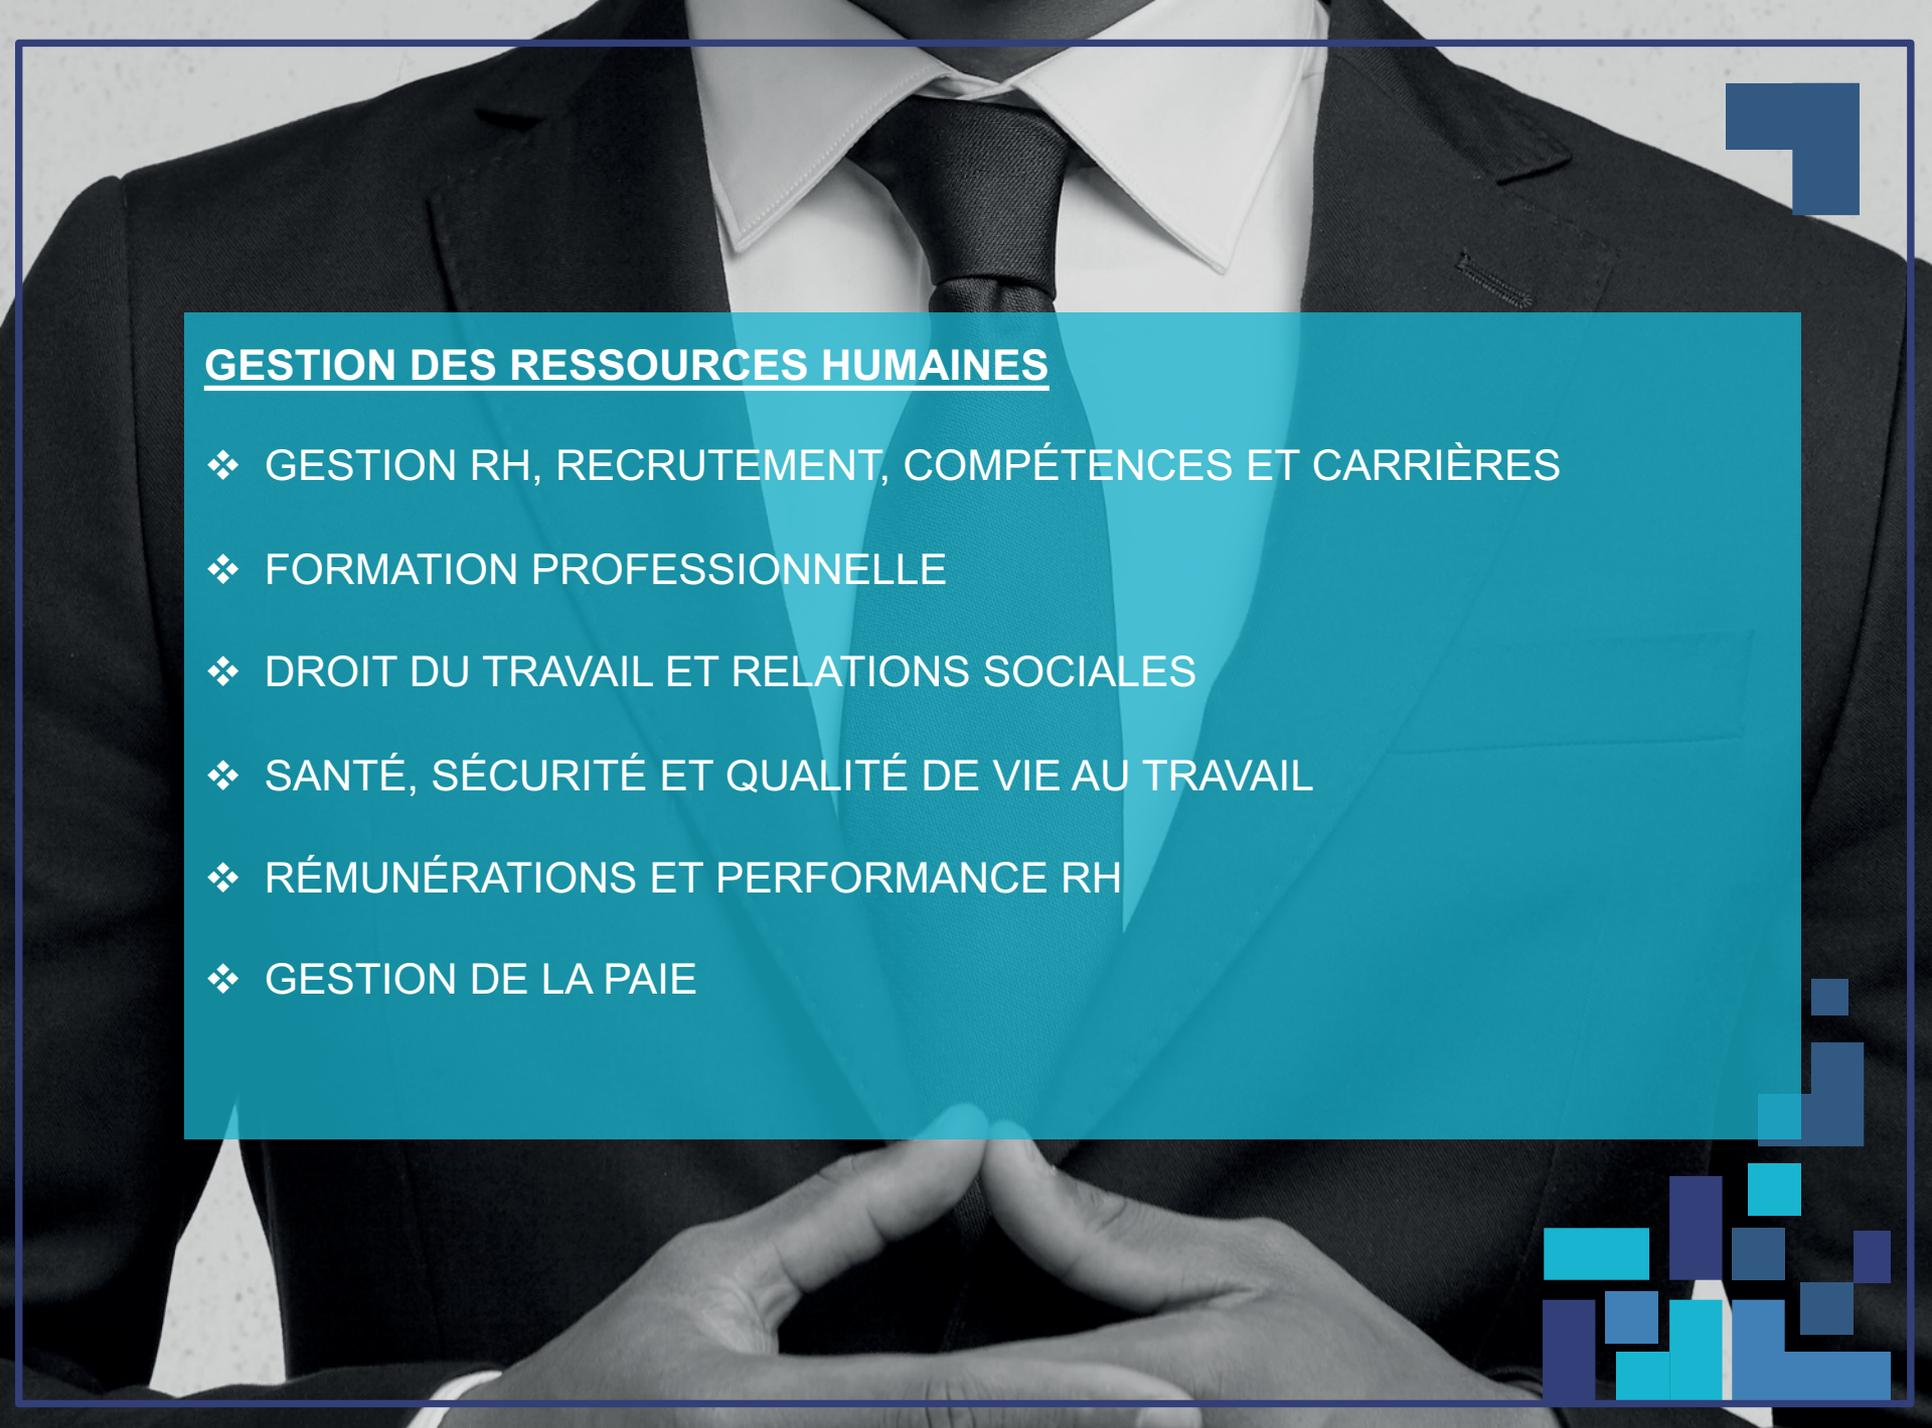 GESTION DES RESSOURCES HUMAINES
❖ GESTION RH, RECRUTEMENT, COMPÉTENCES ET CARRIÈRES
❖ FORMATION PROFESSIONNELLE
❖ DROIT DU TRAVAIL ET RELATIONS SOCIALES
❖ SANTÉ, SÉCURITÉ ET QUALITÉ DE VIE AU TRAVAIL
❖ RÉMUNÉRATIONS ET PERFORMANCE RH
❖ GESTION DE LA PAIE